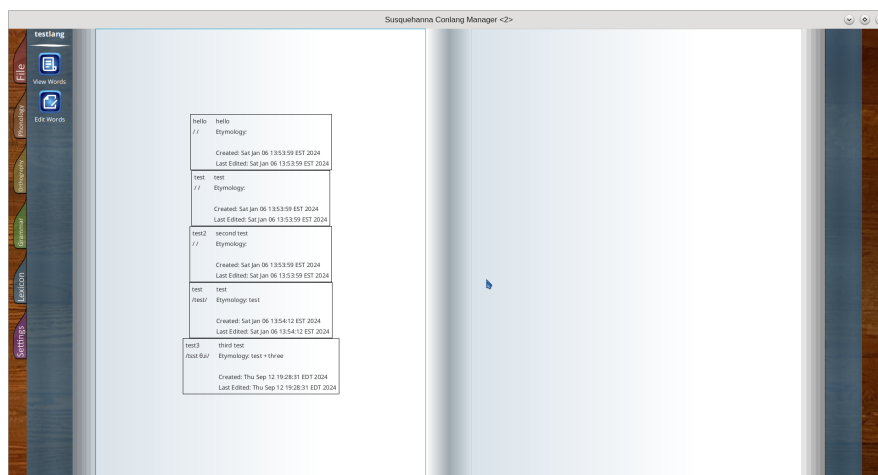 Susquehanna Conlang Manager <2>
testlang
File
View Words
Edit Words
Phonology
Orthography
Grammar
Lexicon
Settings
hello hello
/ / Etymology:
Created: Sat Jan 06 13:53:59 EST 2024
Last Edited: Sat Jan 06 13:53:59 EST 2024
test test
/ / Etymology:
Created: Sat Jan 06 13:53:59 EST 2024
Last Edited: Sat Jan 06 13:53:59 EST 2024
test2 second test
/ / Etymology:
Created: Sat Jan 06 13:53:59 EST 2024
Last Edited: Sat Jan 06 13:53:59 EST 2024
test test
/test/ Etymology: test
Created: Sat Jan 06 13:54:12 EST 2024
Last Edited: Sat Jan 06 13:54:12 EST 2024
test3 third test
Etymology: test + three
Created: Thu Sep 12 19:28:31 EDT 2024
Last Edited: Thu Sep 12 19:28:31 EDT 2024